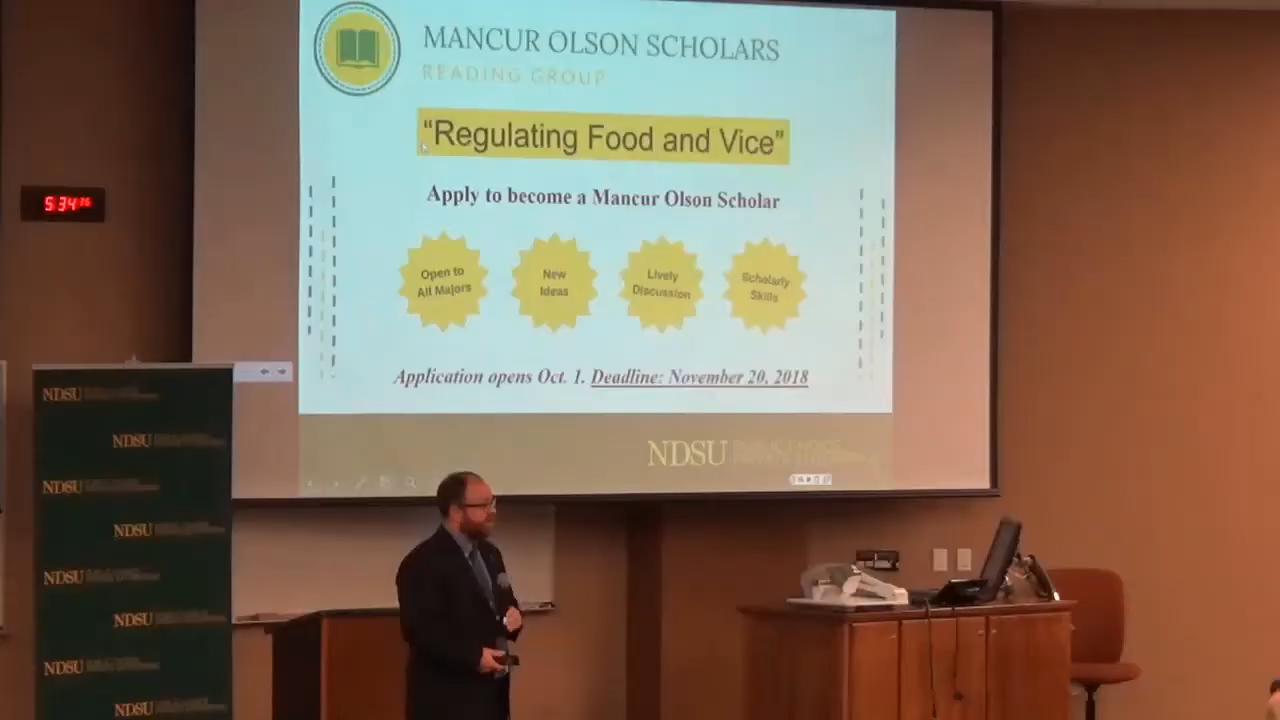 MANCUR OLSON SCHOLARS
READING GROUP
“Regulating Food and Vice”
Apply to become a Mancur Olson Scholar
Open to
All Majors
New
Ideas
Lively
Discussion
Scholarly
Skills
Application opens Oct. 1. Deadline: November 20, 2018
NDSU
5 34 16
NDSU
NDSU
NDSU
NDSU
NDSU
NDSU
NDSU
NDSU